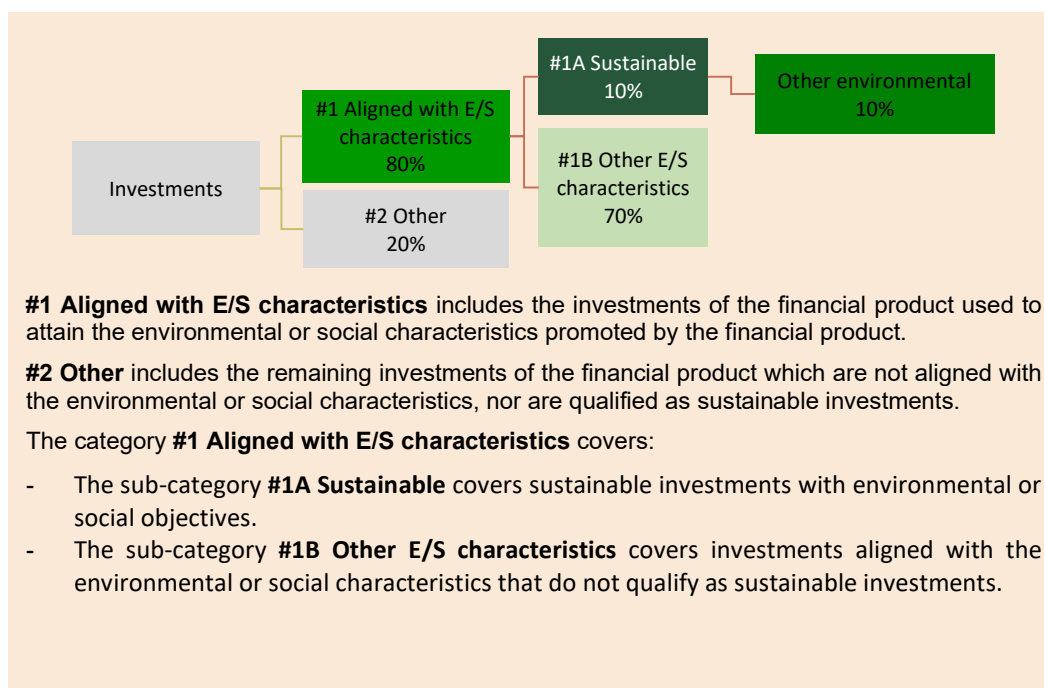 Investments
#1 Aligned with E/S
characteristics
80%
#2 Other
20%
#1A Sustainable
10%
#1B Other E/S
characteristics
70%
Other environmental
10%
#1 Aligned with E/S characteristics includes the investments of the financial product used to
attain the environmental or social characteristics promoted by the financial product.
#2 Other includes the remaining investments of the financial product which are not aligned with
the environmental or social characteristics, nor are qualified as sustainable investments.
The category #1 Aligned with E/S characteristics covers:
- The sub-category #1A Sustainable covers sustainable investments with environmental or
social objectives.
- The sub-category #1B Other E/S characteristics covers investments aligned with the
environmental or social characteristics that do not qualify as sustainable investments.